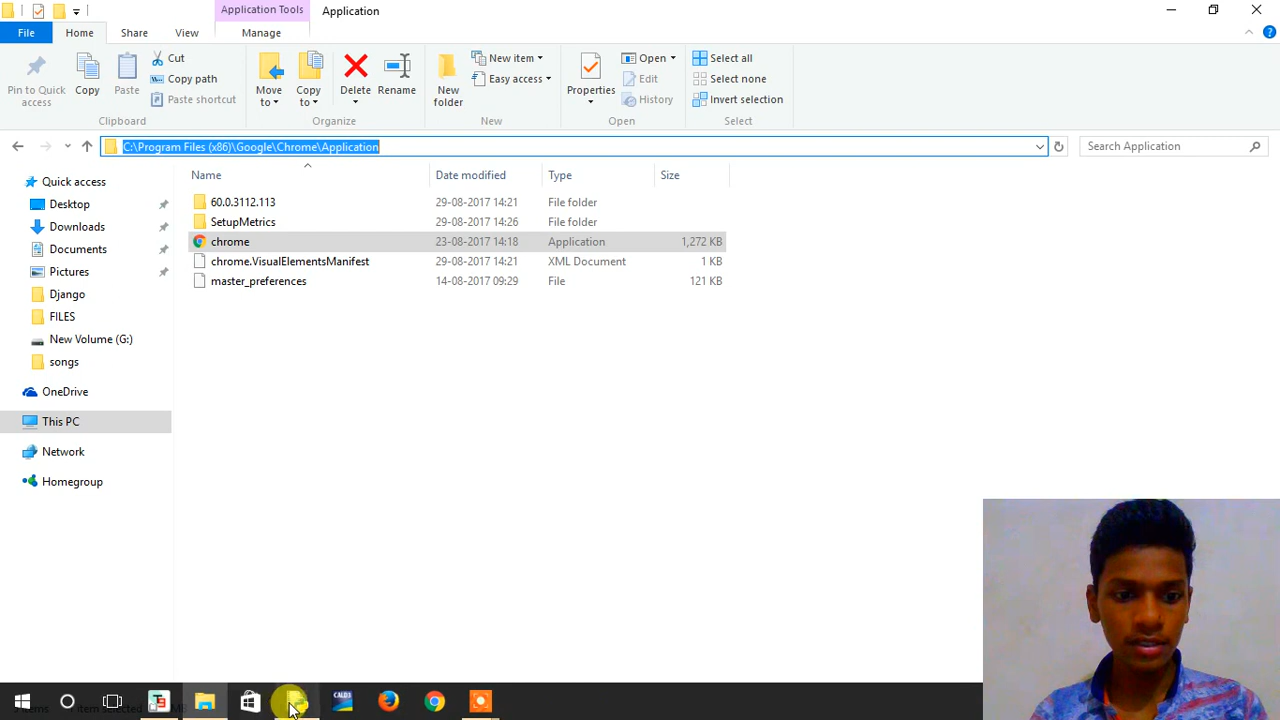 Application Tools
Application
File
Home
Share
View
Manage
Pin to Quick access
Copy
Paste
Cut
Copy path
Paste shortcut
Clipboard
Move to
Copy to
Delete
Rename
Organize
New folder
New item
Easy access
New
Properties
Open
Edit
History
Open
Select all
Select none
Invert selection
Select
C:\Program Files (x86)\Google\Chrome\Application
Search Application
Name
Date modified
Type
Size
Quick access
Desktop
Downloads
Documents
Pictures
Django
FILES
New Volume (G:)
songs
OneDrive
This PC
Network
Homegroup
60.0.3112.113 29-08-2017 14:21 File folder
SetupMetrics 29-08-2017 14:26 File folder
chrome 23-08-2017 14:18 Application 1,272 KB
chrome.VisualElementsManifest 29-08-2017 14:21 XML Document 1 KB
master_preferences 14-08-2017 09:29 File 121 KB